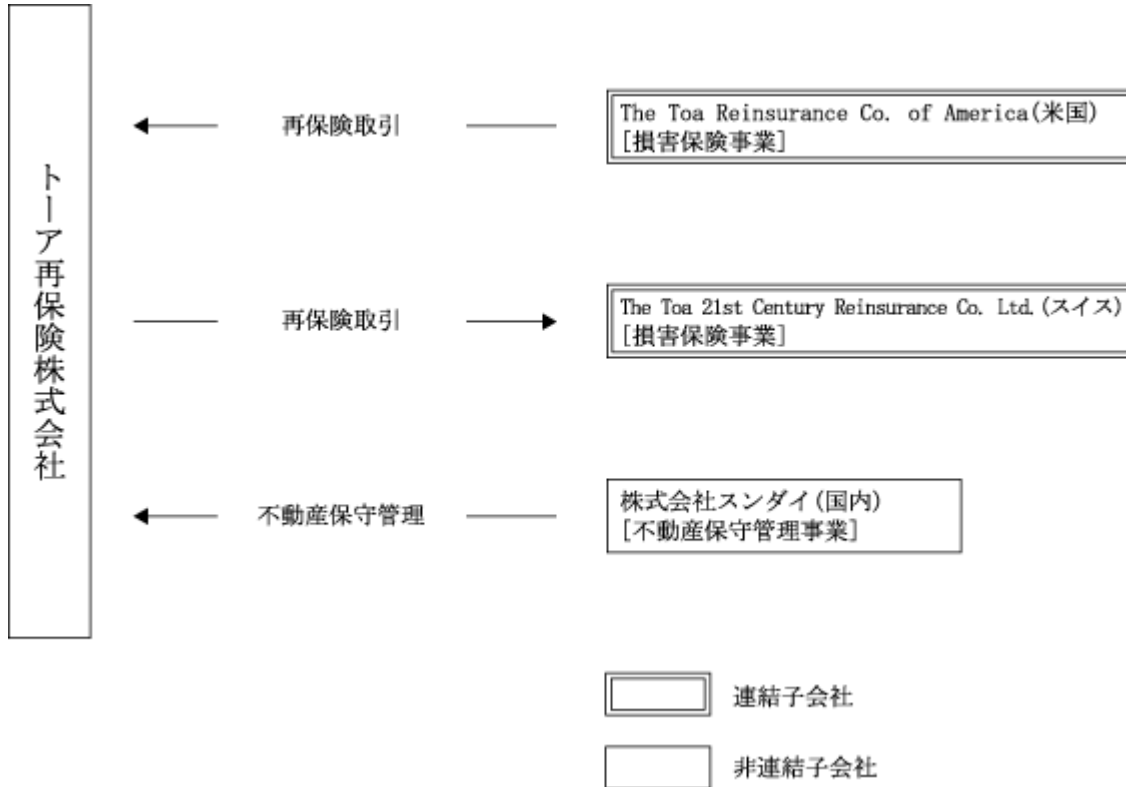 トーア再保険株式会社
再保険取引
The Toa Reinsurance Co. of America(米国)
[損害保険事業]
再保険取引
The Toa 21st Century Reinsurance Co. Ltd.(スイス)
[損害保険事業]
不動産保守管理
株式会社スンダイ(国内)
[不動産保守管理事業]
連結子会社
非連結子会社